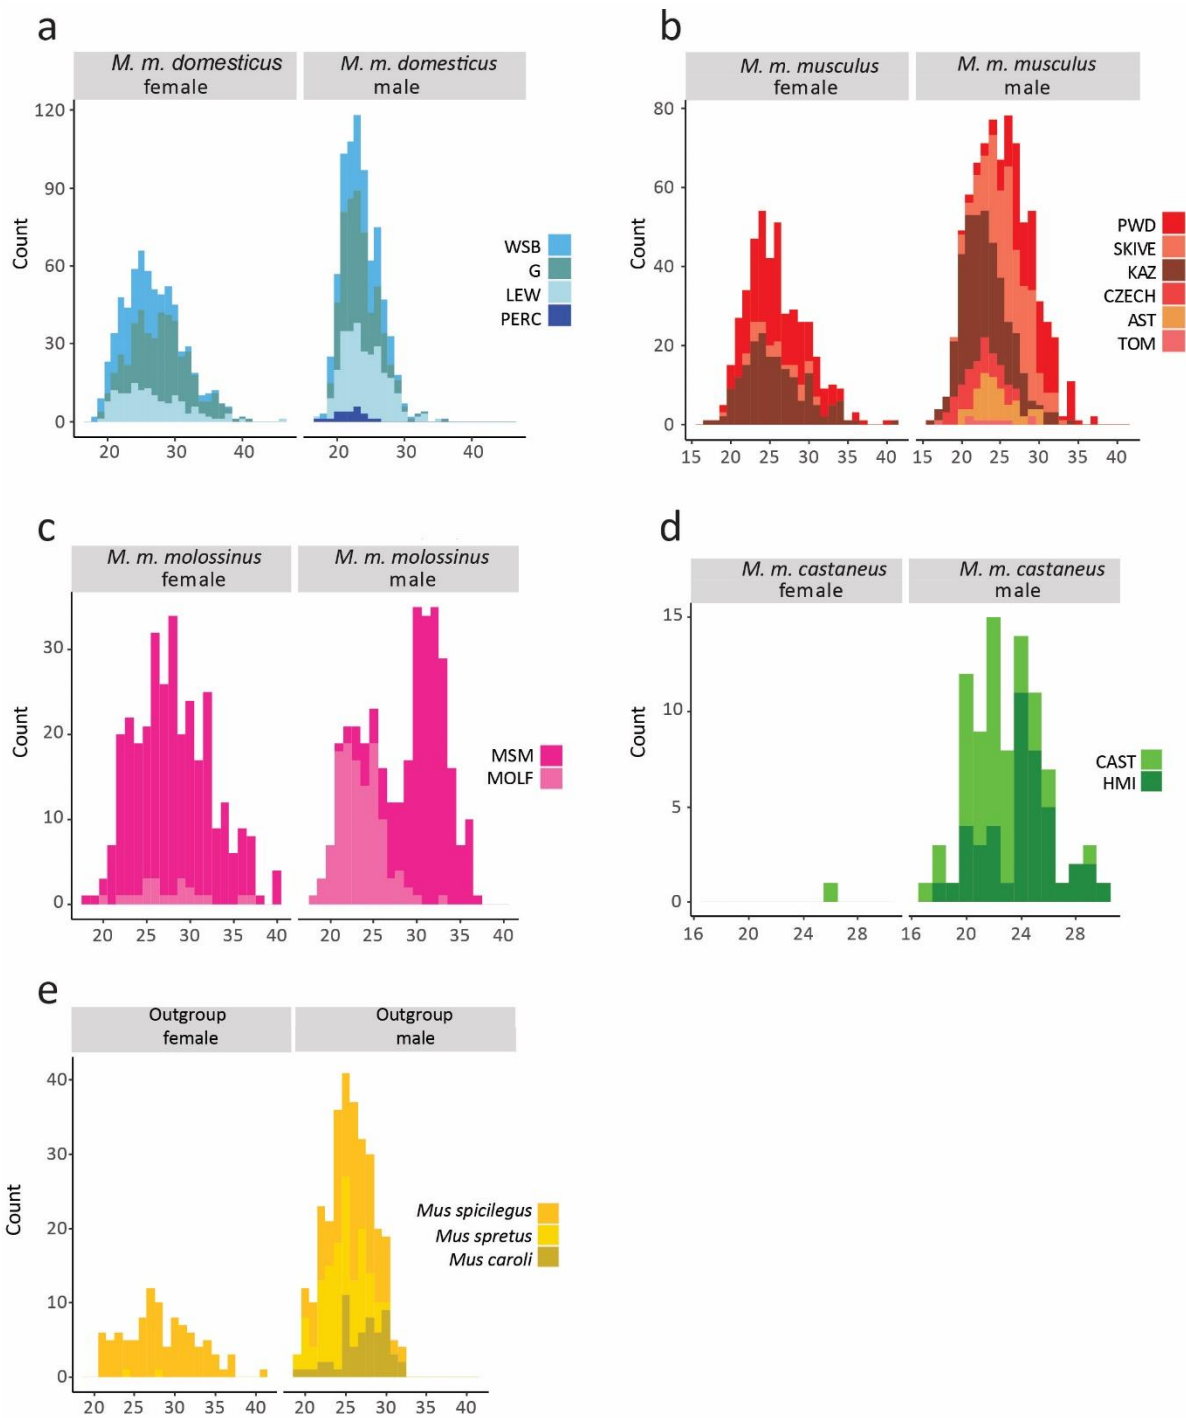 a
M. m. domesticus
female
M. m. domesticus
male
120
90
60
30
0
Count
20 30 40
20 30 40
WSB
G
LEW
PERC
b
M. m. musculus
female
M. m. musculus
male
80
60
40
20
0
Count
15 20 25 30 35 40
15 20 25 30 35 40
PWD
SKIVE
KAZ
CZECH
AST
TOM
c
M. m. molossinus
female
M. m. molossinus
male
30
20
10
0
Count
20 25 30 35 40
20 25 30 35 40
MSM
MOLF
d
M. m. castaneus
female
M. m. castaneus
male
15
10
5
0
Count
16 20 24 28
16 20 24 28
CAST
HMI
e
Outgroup
female
Outgroup
male
40
30
20
10
0
Count
20 25 30 35 40
20 25 30 35 40
Mus spicilegus
Mus spretus
Mus caroli